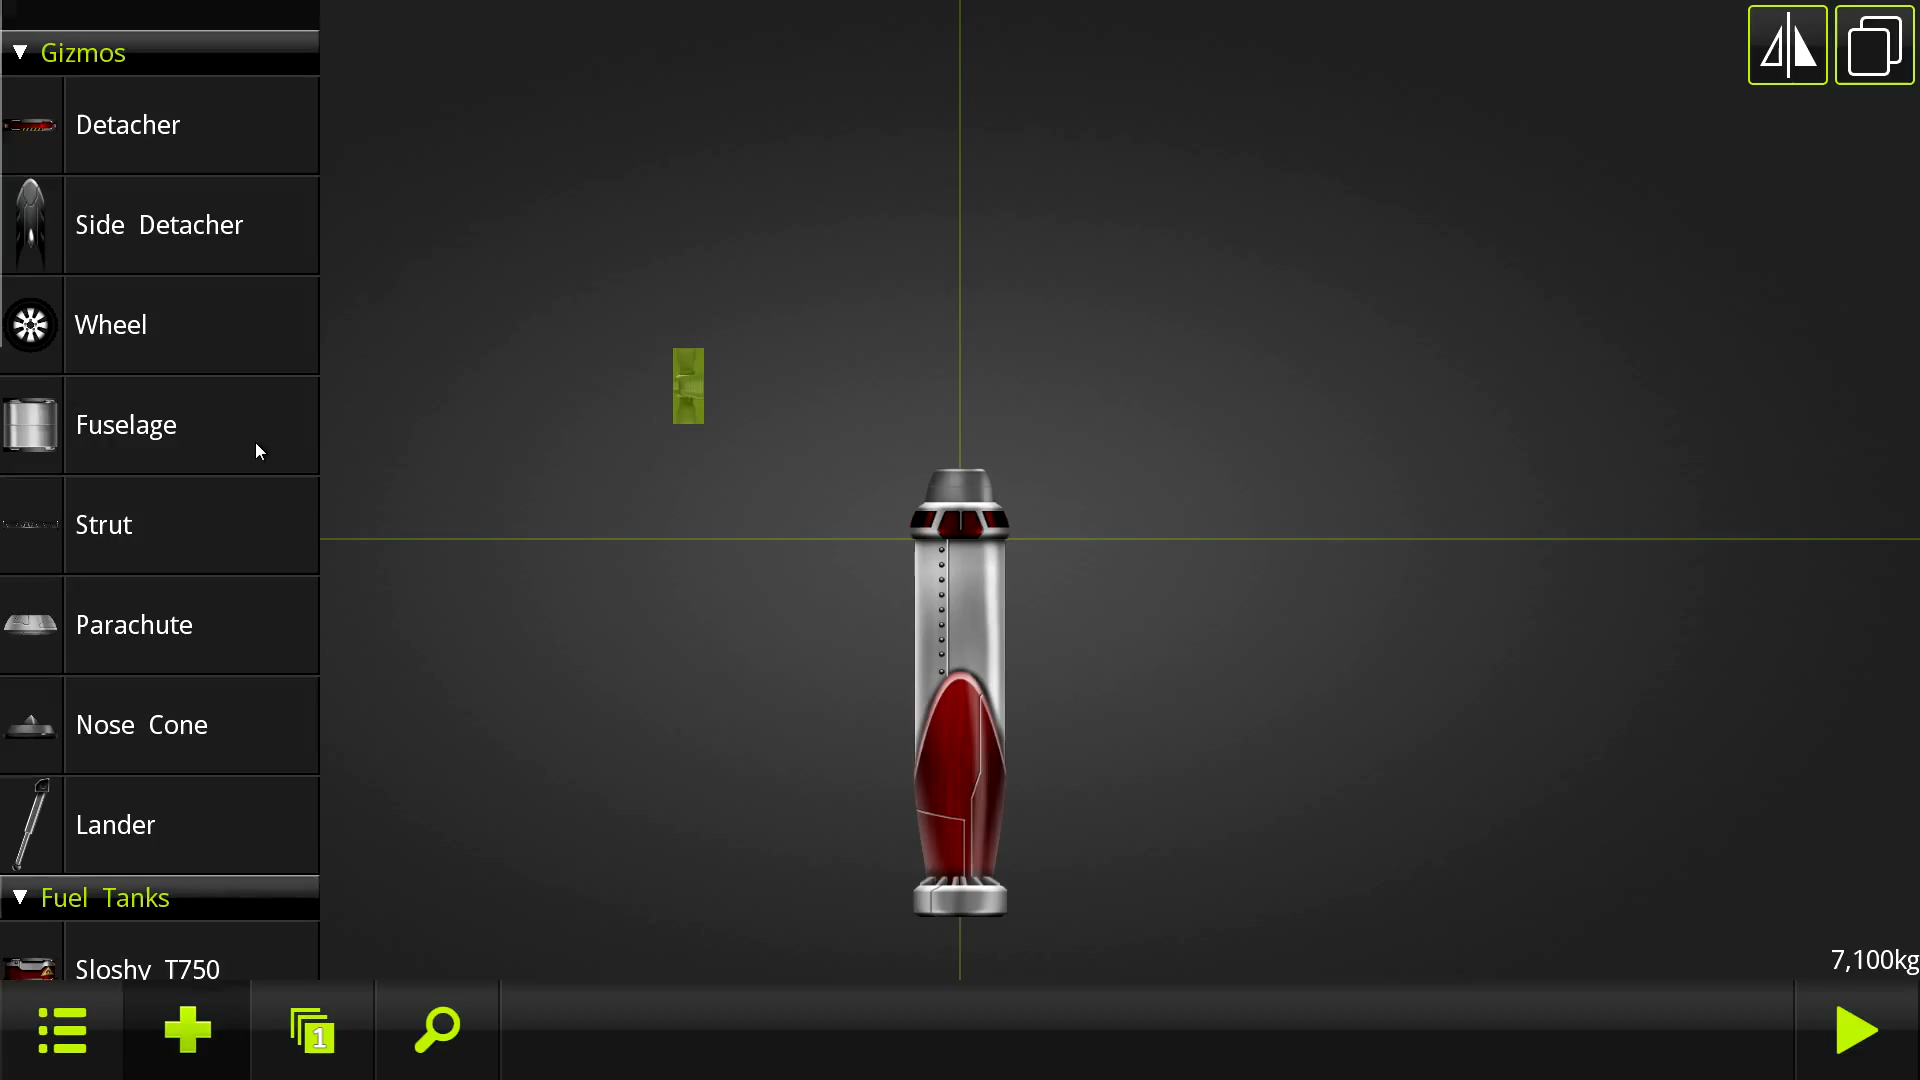 Gizmos
Detacher
Side Detacher
Wheel
Fuselage
Strut
Parachute
Nose Cone
Lander
Fuel Tanks
Sloshy T750
7,100kg
1